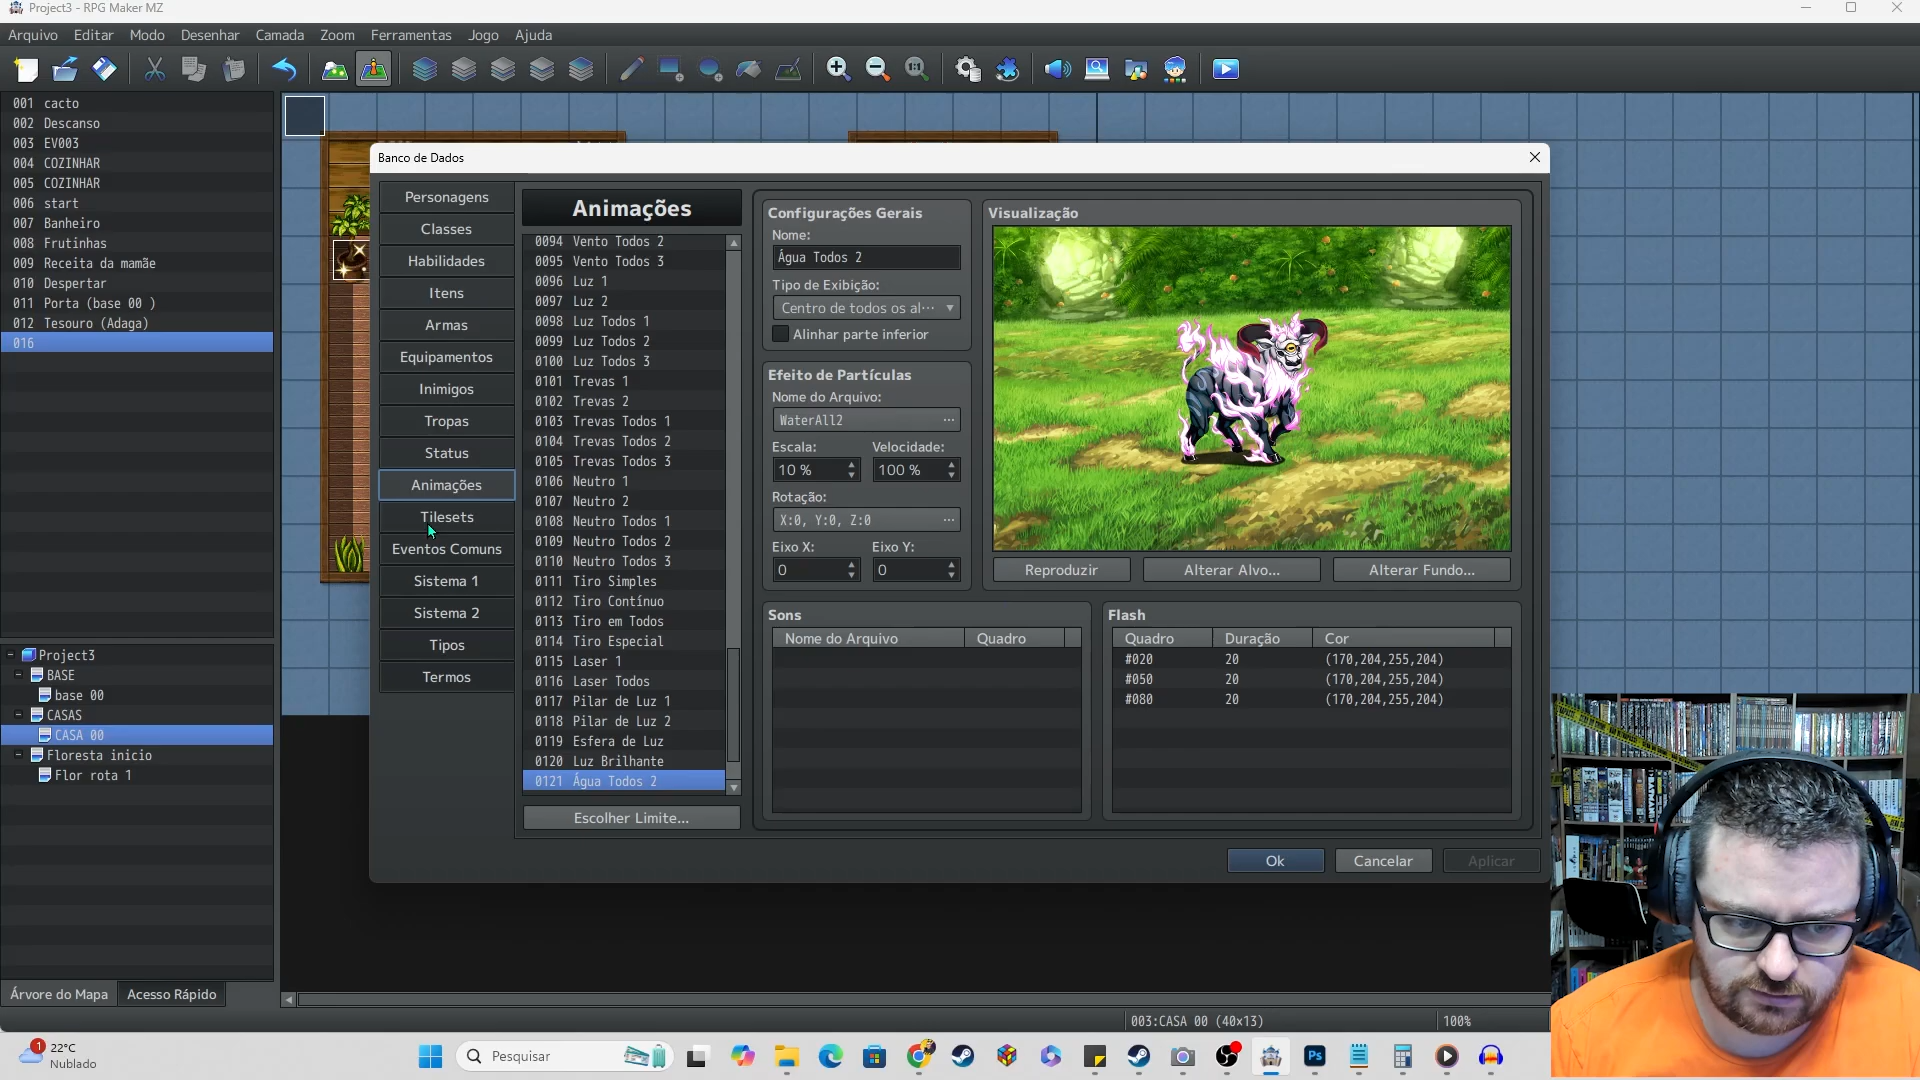 Project3 - RPG Maker MZ
Arquivo Editar Modo Desenhar Camada Zoom Ferramentas Jogo Ajuda
001 cacto
002 Descanso
003 EV003
004 COZINHAR
005 COZINHAR
006 start
007 Banheiro
008 Frutinhas
009 Receita da mamãe
010 Despertar
011 Porta (base 00 )
012 Tesouro (Adaga)
016
Project3
BASE
base 00
CASAS
CASA 00
Floresta inicio
Flor rota 1
Árvore do Mapa
Acesso Rápido
Banco de Dados
Personagens
Classes
Habilidades
Itens
Armas
Equipamentos
Inimigos
Tropas
Status
Animações
Tilesets
Eventos Comuns
Sistema 1
Sistema 2
Tipos
Termos
Animações
0094 Vento Todos 2
0095 Vento Todos 3
0096 Luz 1
0097 Luz 2
0098 Luz Todos 1
0099 Luz Todos 2
0100 Luz Todos 3
0101 Trevas 1
0102 Trevas 2
0103 Trevas Todos 1
0104 Trevas Todos 2
0105 Trevas Todos 3
0106 Neutro 1
0107 Neutro 2
0108 Neutro Todos 1
0109 Neutro Todos 2
0110 Neutro Todos 3
0111 Tiro Simples
0112 Tiro Contínuo
0113 Tiro em Todos
0114 Tiro Especial
0115 Laser 1
0116 Laser Todos
0117 Pilar de Luz 1
0118 Pilar de Luz 2
0119 Esfera de Luz
0120 Luz Brilhante
0121 Água Todos 2
Escolher Limite...
Configurações Gerais
Nome:
Água Todos 2
Tipo de Exibição:
Centro de todos os al···
Alinhar parte inferior
Efeito de Partículas
Nome do Arquivo:
WaterAll2 ...
Escala: Velocidade:
10 % 100 %
Rotação:
X:0, Y:0, Z:0 ...
Eixo X: Eixo Y:
0 0
Visualização
Reproduzir Alterar Alvo... Alterar Fundo...
Sons
Nome do Arquivo Quadro
Flash
Quadro Duração Cor
#020 20 (170,204,255,204)
#050 20 (170,204,255,204)
#080 20 (170,204,255,204)
Ok Cancelar Aplicar
003:CASA 00 (40x13) 100%
1
22°C
Nublado
Pesquisar
Ps